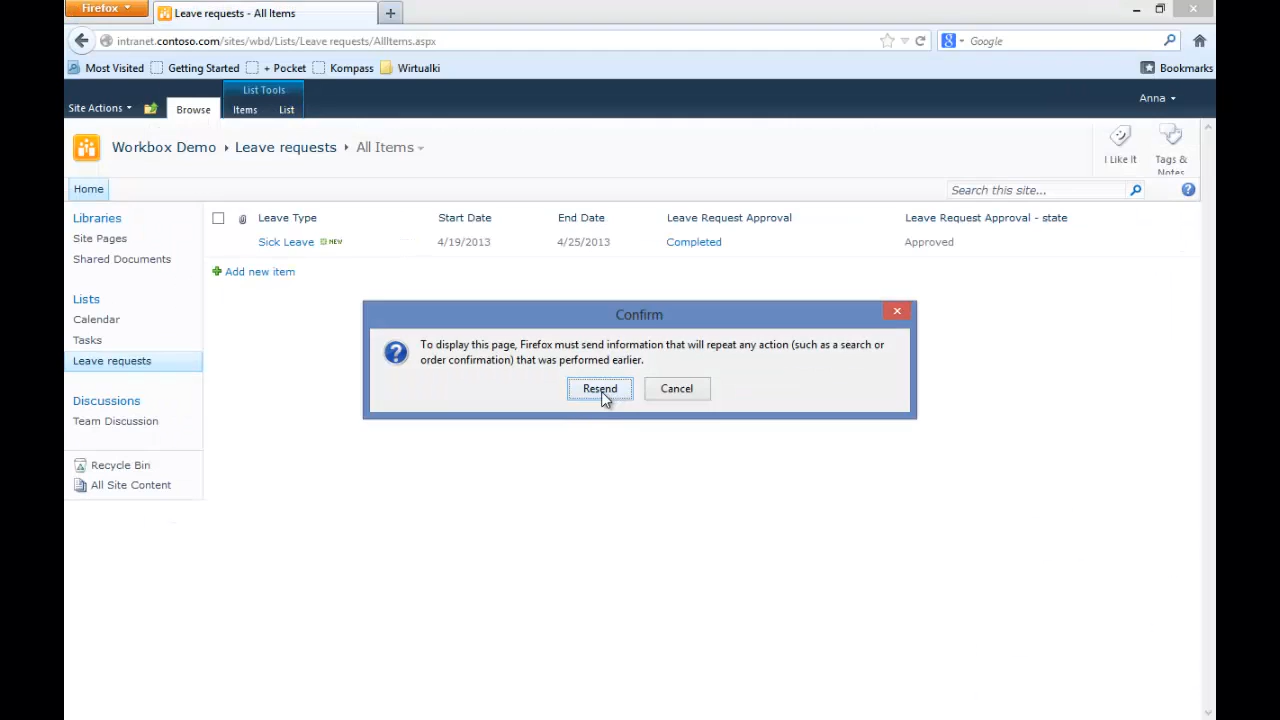 Firefox
Leave requests - All Items
intranet.contoso.com/sites/wbd/Lists/Leave requests/AllItems.aspx
Google
Most Visited Getting Started + Pocket Kompass Wirtualki Bookmarks
List Tools
Site Actions Browse Items List Anna
Workbox Demo Leave requests All Items
I Like It Tags &
Notes
Home Search this site...
Libraries
Site Pages
Shared Documents
Lists
Calendar
Tasks
Leave requests
Discussions
Team Discussion
Recycle Bin
All Site Content
Leave Type Start Date End Date Leave Request Approval Leave Request Approval - state
Sick Leave NEW 4/19/2013 4/25/2013 Completed Approved
Add new item
Confirm
To display this page, Firefox must send information that will repeat any action (such as a search or
order confirmation) that was performed earlier.
Resend Cancel